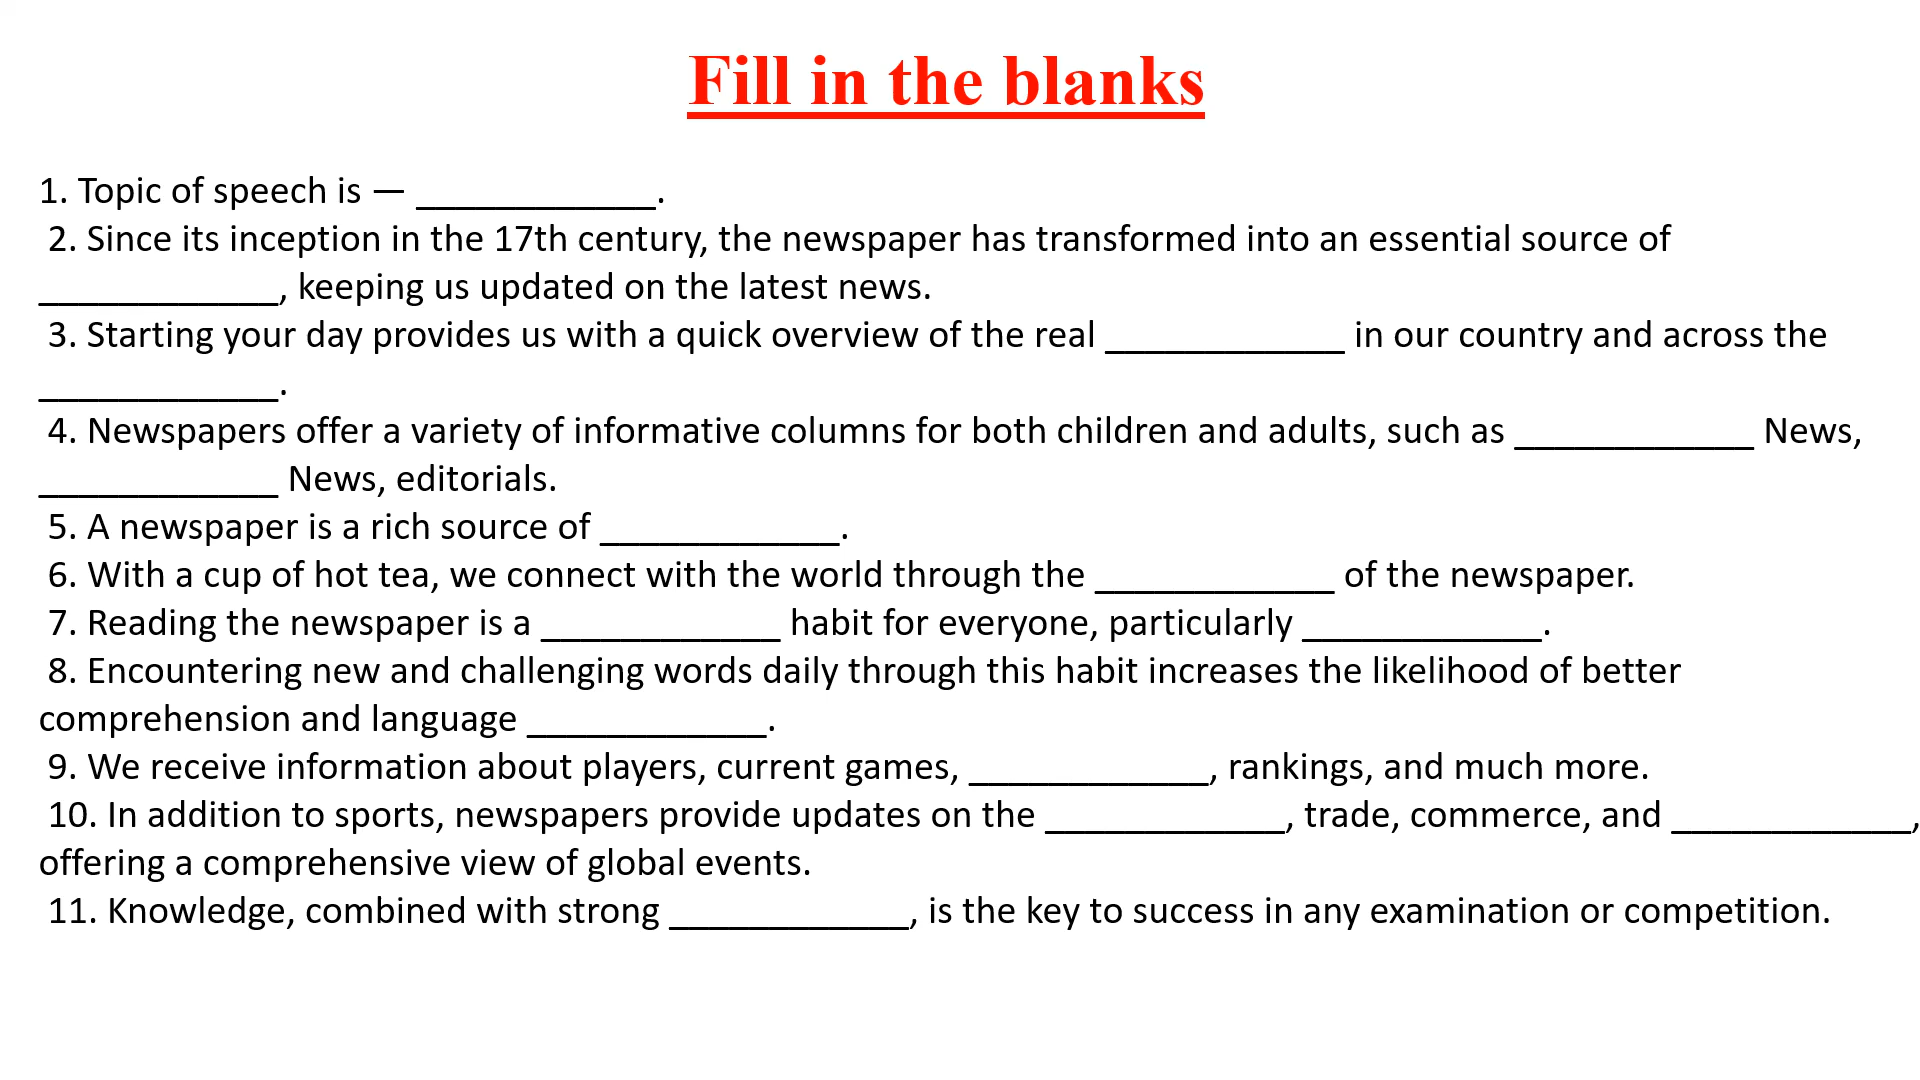 Fill in the blanks
1. Topic of speech is — ____________.
2. Since its inception in the 17th century, the newspaper has transformed into an essential source of
____________, keeping us updated on the latest news.
3. Starting your day provides us with a quick overview of the real ____________ in our country and across the
____________.
4. Newspapers offer a variety of informative columns for both children and adults, such as ____________ News,
____________ News, editorials.
5. A newspaper is a rich source of ____________.
6. With a cup of hot tea, we connect with the world through the ____________ of the newspaper.
7. Reading the newspaper is a ____________ habit for everyone, particularly ____________.
8. Encountering new and challenging words daily through this habit increases the likelihood of better
comprehension and language ____________.
9. We receive information about players, current games, ____________, rankings, and much more.
10. In addition to sports, newspapers provide updates on the ____________, trade, commerce, and ____________,
offering a comprehensive view of global events.
11. Knowledge, combined with strong ____________, is the key to success in any examination or competition.